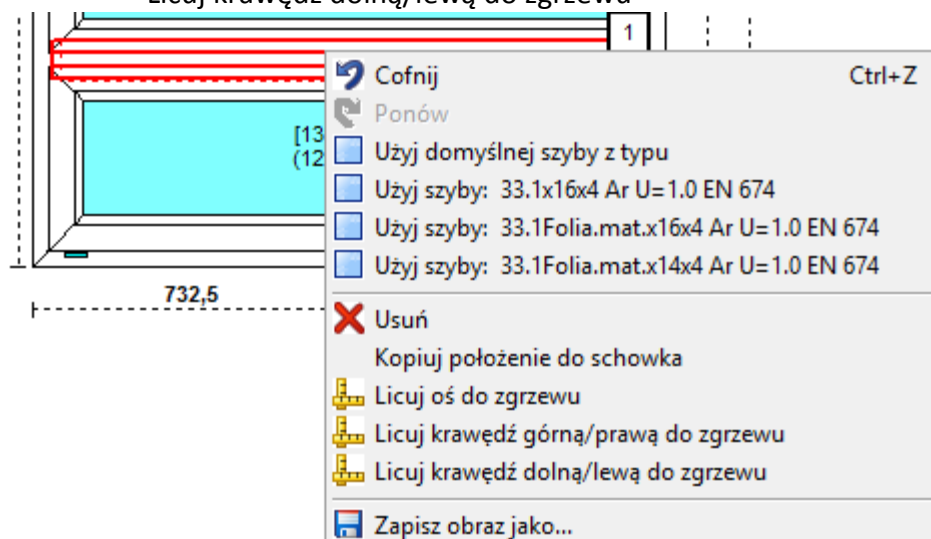 Licuj krawędź dolną/lewą do zgrzewu
1
Cofnij Ctrl+Z
Ponów
[13
(12
Użyj domyślnej szyby z typu
Użyj szyby: 33.1x16x4 Ar U=1.0 EN 674
Użyj szyby: 33.1Folia.mat.x16x4 Ar U=1.0 EN 674
Użyj szyby: 33.1Folia.mat.x14x4 Ar U=1.0 EN 674
732,5
Usuń
Kopiuj położenie do schowka
Licuj oś do zgrzewu
Licuj krawędź górną/prawą do zgrzewu
Licuj krawędź dolną/lewą do zgrzewu
Zapisz obraz jako...